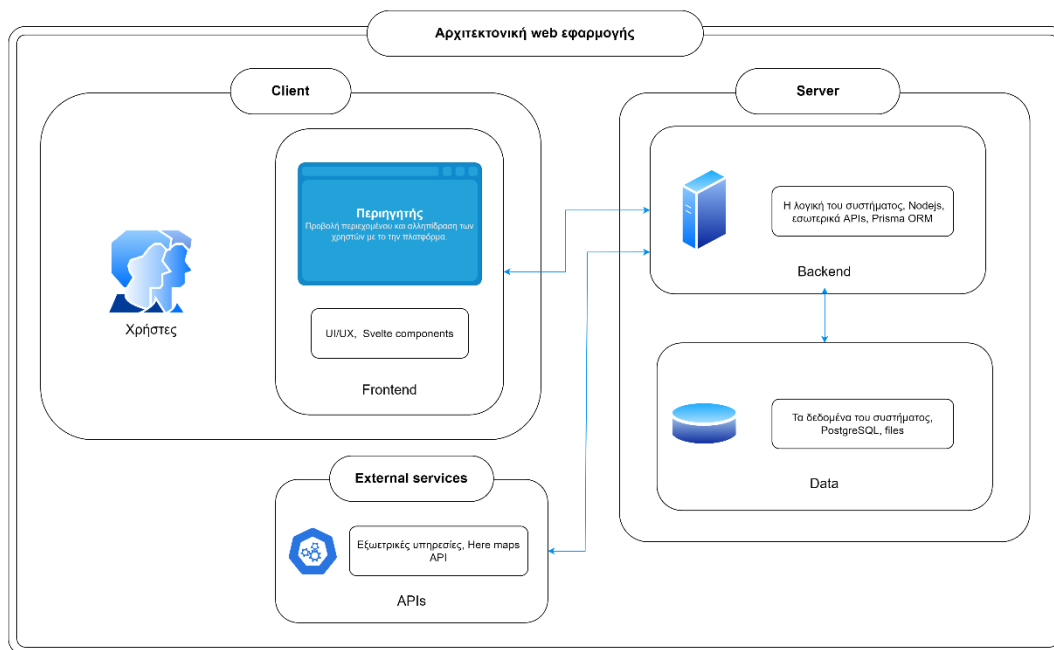 Αρχιτεκτονική web εφαρμογής
Client
Περιηγητής
Προβολή περιεχομένου και αλληπίδραση των
χρηστών με το την πλατφόρμα.
Χρήστες
UI/UX, Svelte components
Frontend
Server
Η λογική του συστήματος, Nodejs,
εσωτερικά APIs, Prisma ORM
Backend
Τα δεδομένα του συστήματος,
PostgreSQL, files
Data
External services
Εξωετρικές υπηρεσίες, Here maps
API
APIs